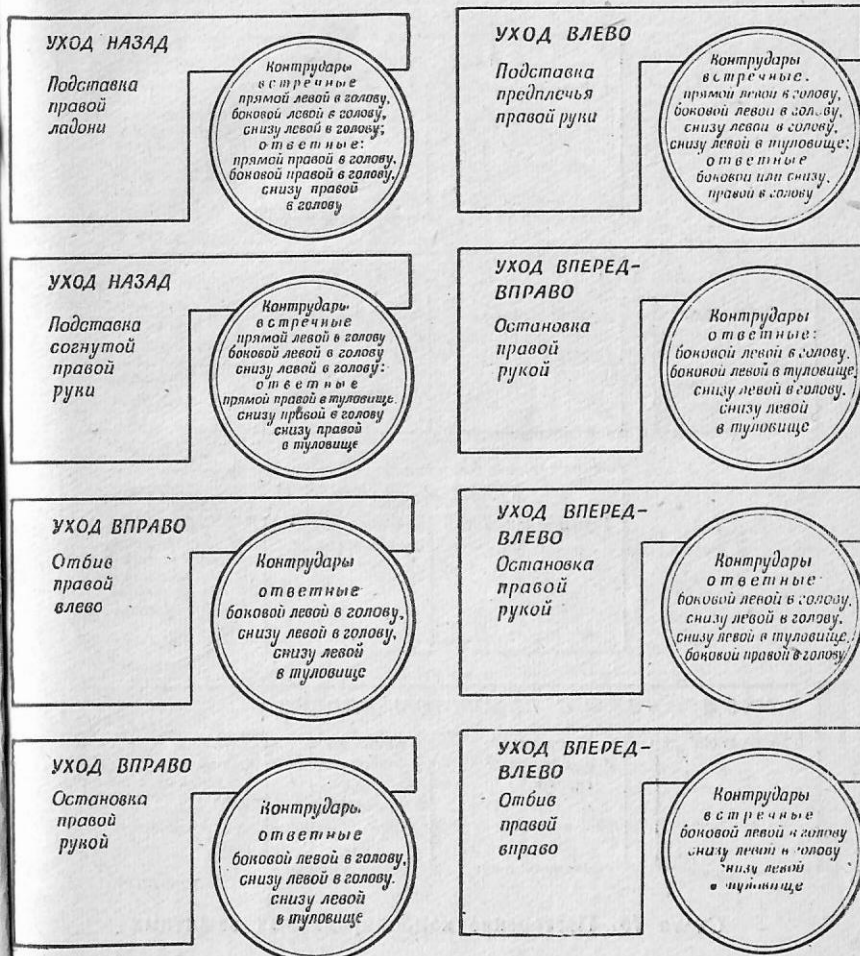 УХОД НАЗАД
Подставка
правой
ладони
Контрудары
встречные
прямой левой в голову,
боковой левой в голову,
снизу левой в голову;
ответные:
прямой правой в голову,
боковой правой в голову,
снизу правой
в голову
УХОД ВЛЕВО
Подставка
предплечья
правой руки
Контрудары
встречные.
прямой левой в голову,
боковой левой в голову,
снизу левой в голову,
снизу левой в туловище;
ответные
боковой или снизу,
правой в голову
УХОД НАЗАД
Подставка
согнутой
правой
руки
Контрудары
встречные
прямой левой в голову
боковой левой в голову
снизу левой в голову:
ответные
прямой правой в туловище.
снизу правой в голову
снизу правой
в туловище
УХОД ВПЕРЕД-
ВПРАВО
Остановка
правой
рукой
Контрудары
ответные:
боковой левой в голову.
боковой левой в туловище,
снизу левой в голову.
снизу левой
в туловище
УХОД ВПРАВО
Отбив
правой
влево
Контрудары
ответные
боковой левой в голову,
снизу левой в голову,
снизу левой
в туловище
УХОД ВПЕРЕД-
ВЛЕВО
Остановка
правой
рукой
Контрудары
ответные
боковой левой в голову,
снизу левой в голову.
снизу левой в туловище,
боковой правой в голову
УХОД ВПРАВО
Остановка
правой
рукой
Контрудары.
ответные
боковой левой в голову,
снизу левой в голову.
снизу левой
в туловище
УХОД ВПЕРЕД-
ВЛЕВО
Отбив
правой
вправо
Контрудары
встречные
боковой левой в голову
снизу левой в голову
снизу левой
туловище